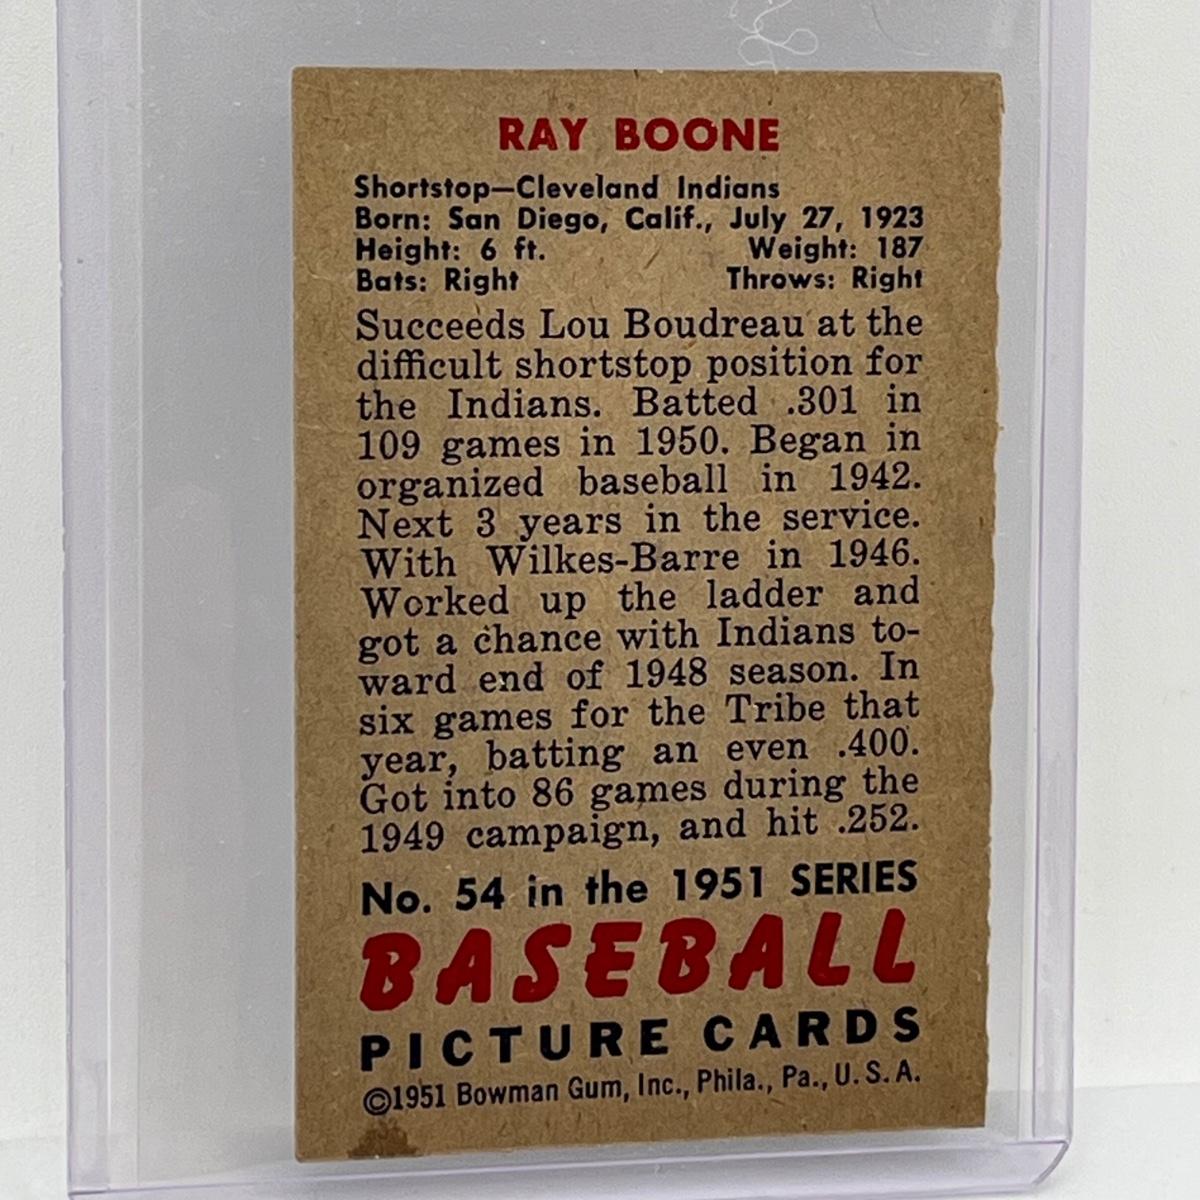 RAY BOONE
Shortstop—Cleveland Indians
Born: San Diego, Calif., July 27, 1923
Height: 6 ft. Weight: 187
Bats: Right Throws: Right
Succeeds Lou Boudreau at the
difficult shortstop position for
the Indians. Batted .301 in
109 games in 1950. Began in
organized baseball in 1942.
Next 3 years in the service.
With Wilkes-Barre in 1946.
Worked up the ladder and
got a chance with Indians to-
ward end of 1948 season. In
six games for the Tribe that
year, batting an even .400.
Got into 86 games during the
1949 campaign, and hit .252.
No. 54 in the 1951 SERIES
BASEBALL
PICTURE CARDS
©1951 Bowman Gum, Inc., Phila., Pa., U.S.A.